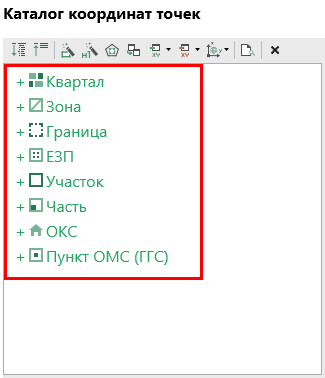 Каталог координат точек
+ Квартал
+ Зона
+ Граница
+ ЕЗП
+ Участок
+ Часть
+ ОКС
+ Пункт ОМС (ГГС)